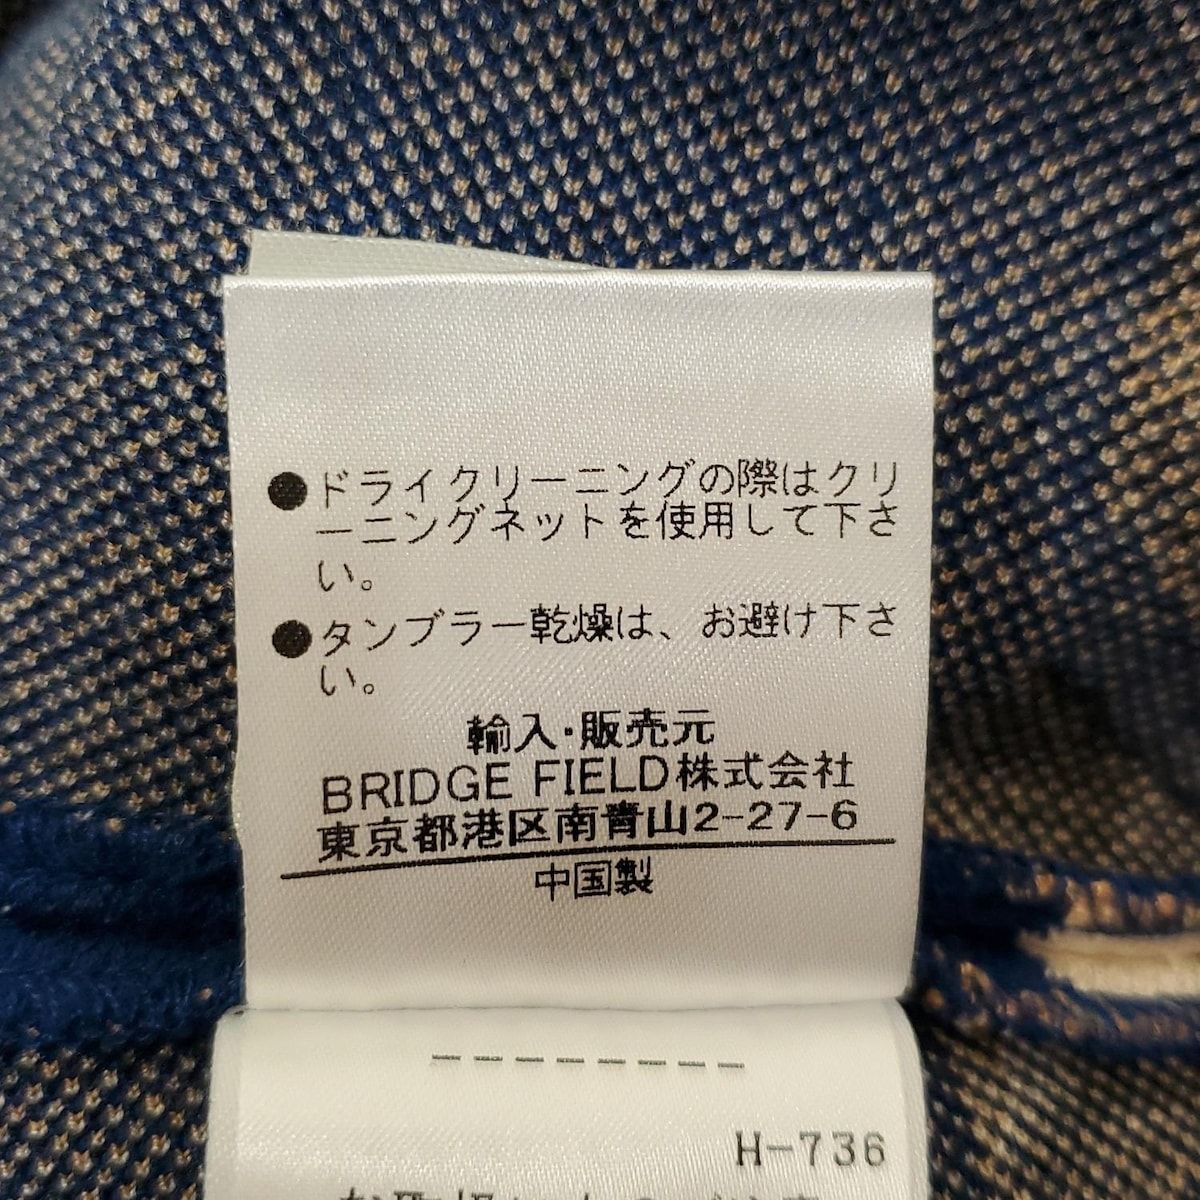 ●ドライクリーニングの際はクリ
ーニングネットを使用して下さ
い。
●タンブラー乾燥は、お避け下さ
い。
輸入・販売元
BRIDGE FIELD株式会社
東京都港区南青山2-27-6
中国製
--------
H-736